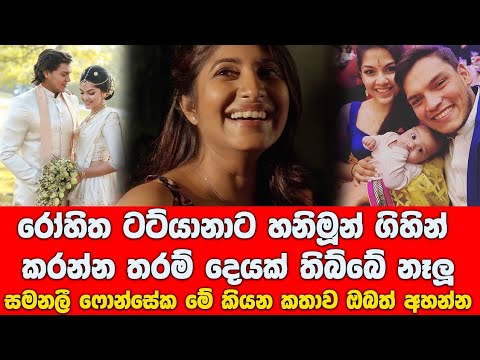 රෝහිත ටට්යානාට හනිමූන් ගිහින්
කරන්න තරම් දෙයක් තිබ්බේ නෑලූ
සමනලී ෆොන්සේක මේ කියන කතාව ඔබත් අහන්න